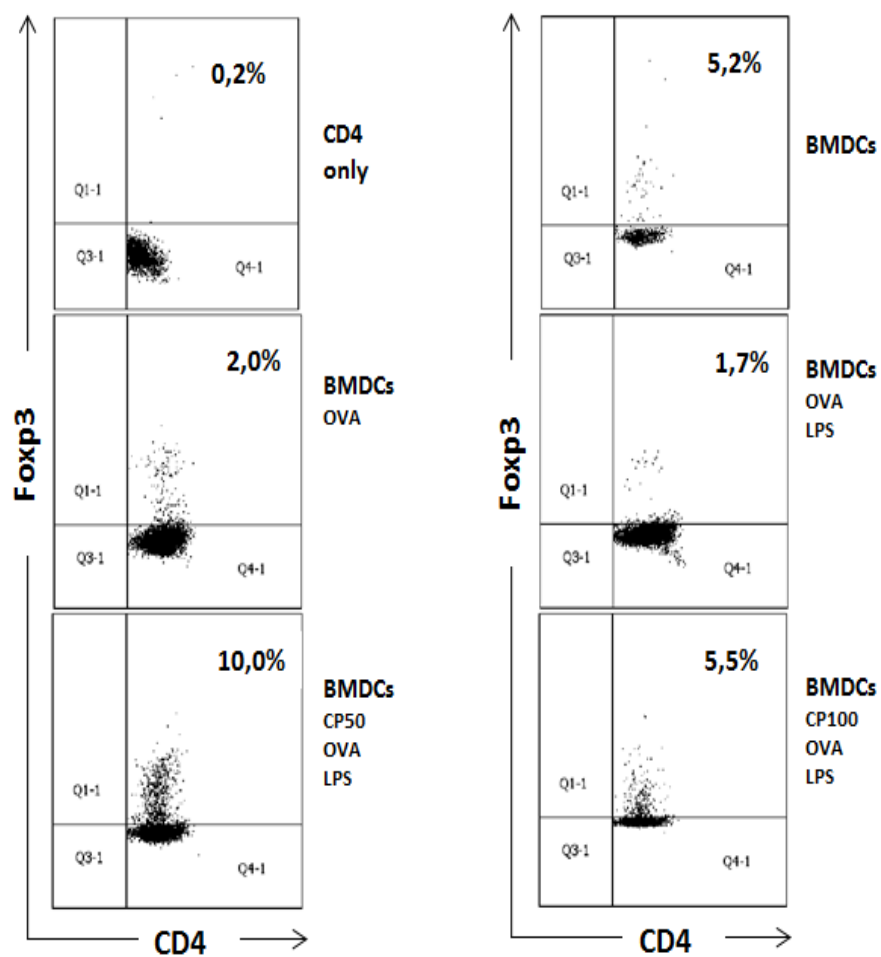 0,2%
CD4
only
Q1-1
Q3-1
Q4-1
5,2%
BMDCs
Q1-1
Q3-1
Q4-1
2,0%
BMDCs
OVA
Q1-1
Q3-1
Q4-1
1,7%
BMDCs
OVA
LPS
Q1-1
Q3-1
Q4-1
10,0%
BMDCs
CP50
OVA
LPS
Q1-1
Q3-1
Q4-1
5,5%
BMDCs
CP100
OVA
LPS
Q1-1
Q3-1
Q4-1
Foxp3
Foxp3
CD4
CD4